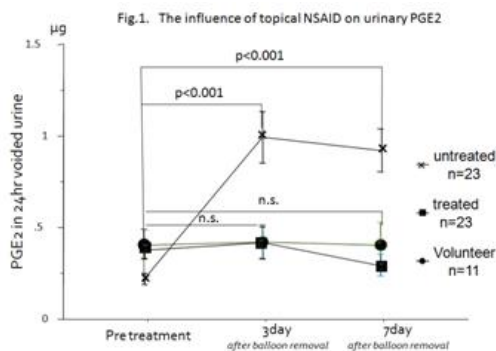 Fig.1. The influence of topical NSAID on urinary PGE2
μg
1.5
1
.5
0
PGE2 in 24hr voided urine
p<0.001
p<0.001
n.s.
n.s.
untreated
n=23
treated
n=23
Volunteer
n=11
Pretreatment
3day
after balloon removal
7day
after balloon removal